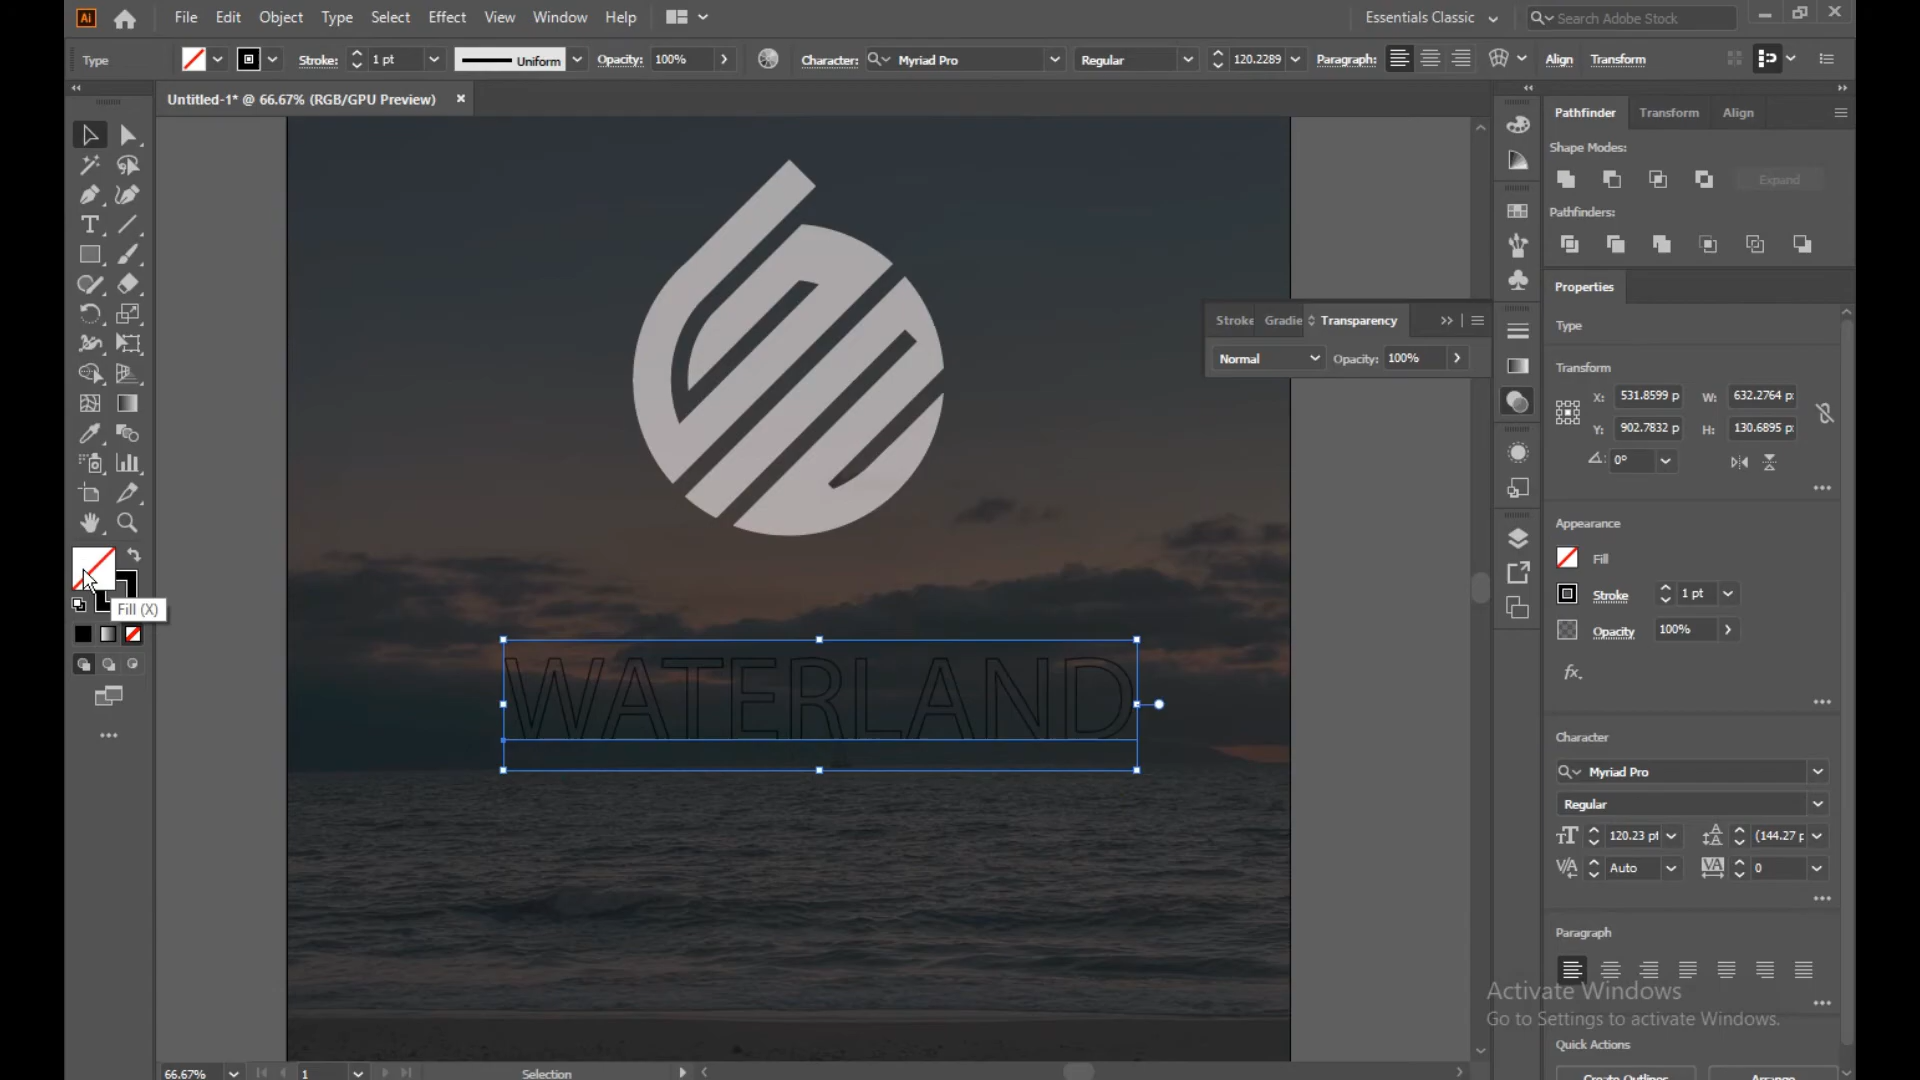 Ai File Edit Object Type Select Effect View Window Help Essentials Classic Search Adobe Stock
Type Stroke: 1 pt Uniform Opacity: 100% Character: Myriad Pro Regular 120.2289 Paragraph: Align Transform
Untitled-1* @ 66.67% (RGB/GPU Preview)
Pathfinder Transform Align
Shape Modes:
Expand
Pathfinders:
Properties
Type
Stroke Gradie Transparency
Normal Opacity: 100%
Transform
X: 531.8599 p W: 632.2764 p
Y: 902.7832 p H: 130.6895 p
0°
Appearance
Fill
Stroke 1 pt
Opacity 100%
fx.
Fill (X)
WATERLAND
Character
Myriad Pro
Regular
120.23 pt (144.27 p
Auto 0
Paragraph
Activate Windows
Go to Settings to activate Windows.
Quick Actions
Create Outlines Arrange
66.67% 1 Selection